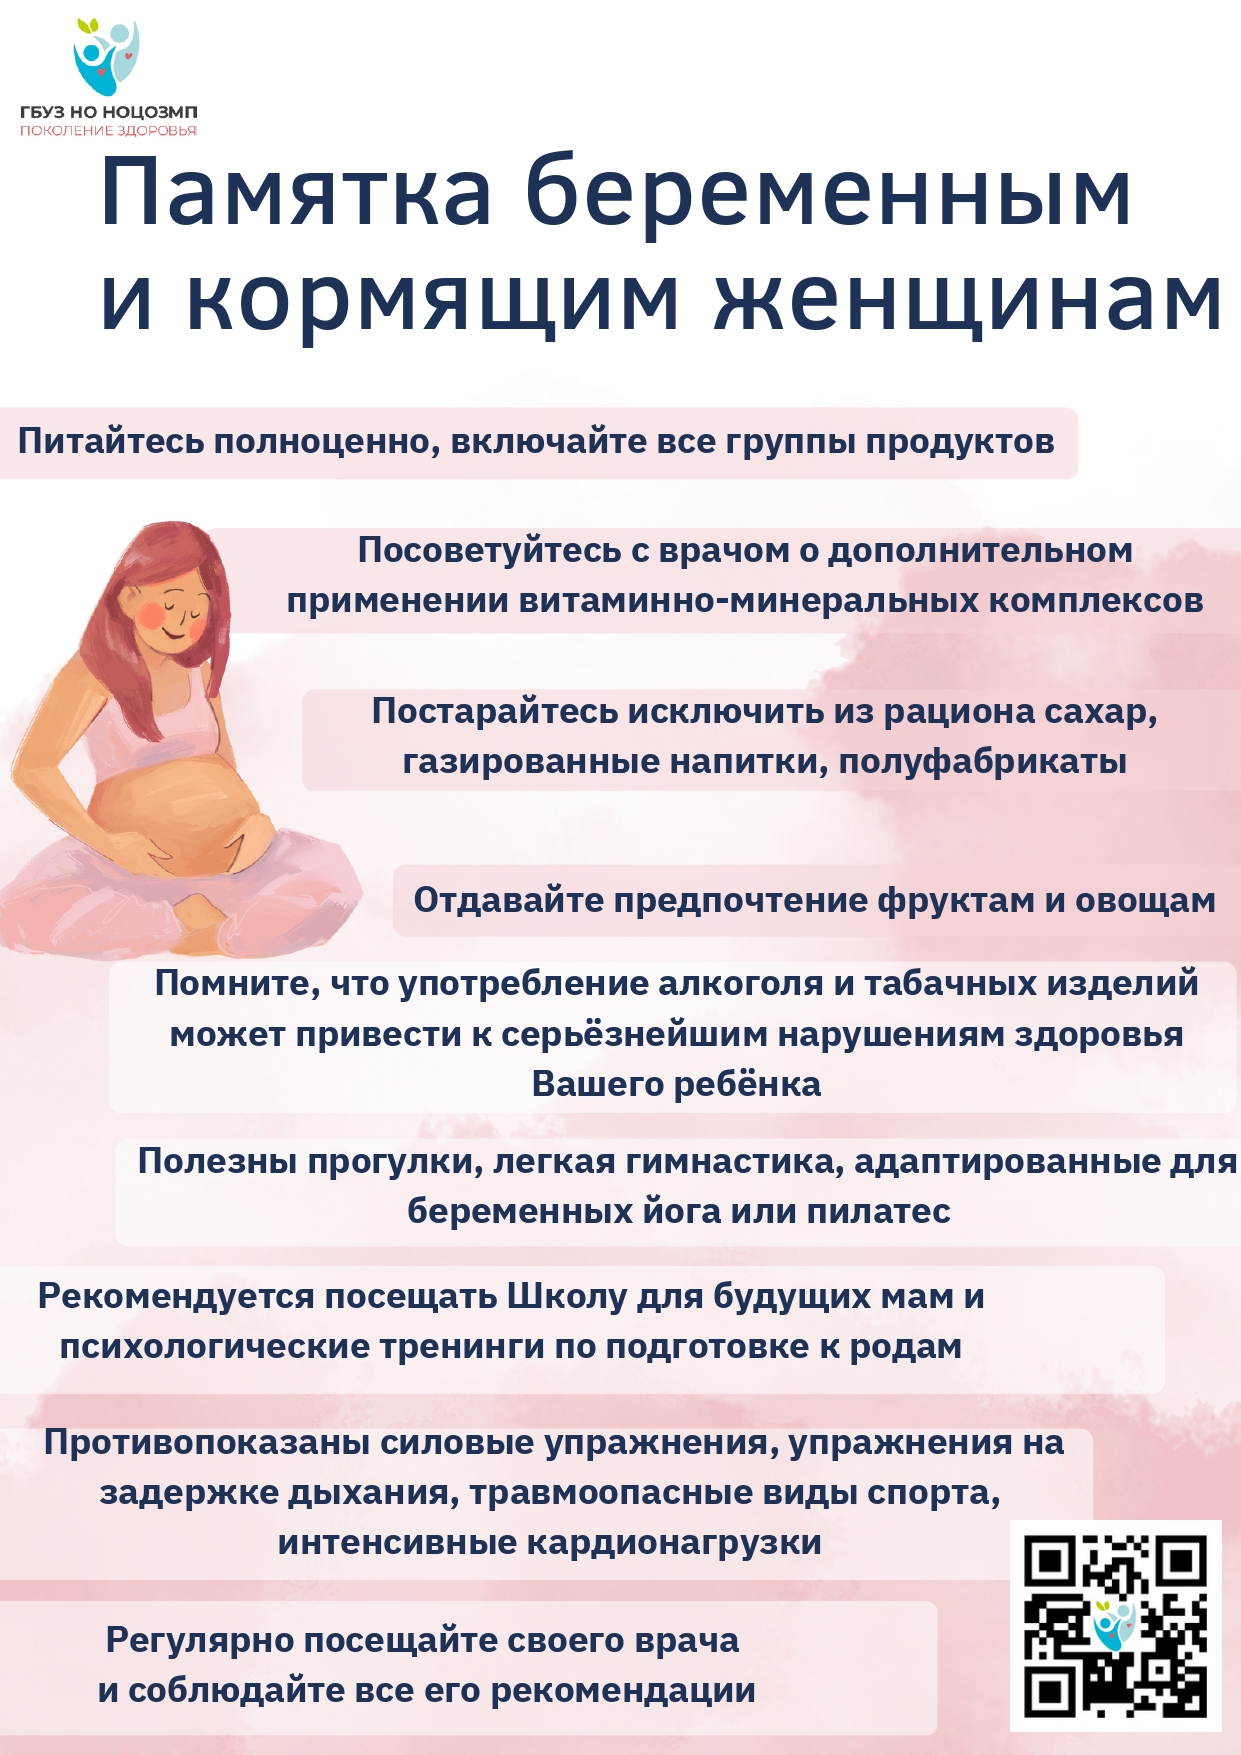 ГБУЗ НО НОЦОЗМП
ПОКОЛЕНИЕ ЗДОРОВЬЯ
Памятка беременным
и кормящим женщинам
Питайтесь полноценно, включайте все группы продуктов
Посоветуйтесь с врачом о дополнительном
применении витаминно-минеральных комплексов
Постарайтесь исключить из рациона сахар,
газированные напитки, полуфабрикаты
Отдавайте предпочтение фруктам и овощам
Помните, что употребление алкоголя и табачных изделий
может привести к серьёзнейшим нарушениям здоровья
Вашего ребёнка
Полезны прогулки, легкая гимнастика, адаптированные для
беременных йога или пилатес
Рекомендуется посещать Школу для будущих мам и
психологические тренинги по подготовке к родам
Противопоказаны силовые упражнения, упражнения на
задержке дыхания, травмоопасные виды спорта,
интенсивные кардионагрузки
Регулярно посещайте своего врача
и соблюдайте все его рекомендации